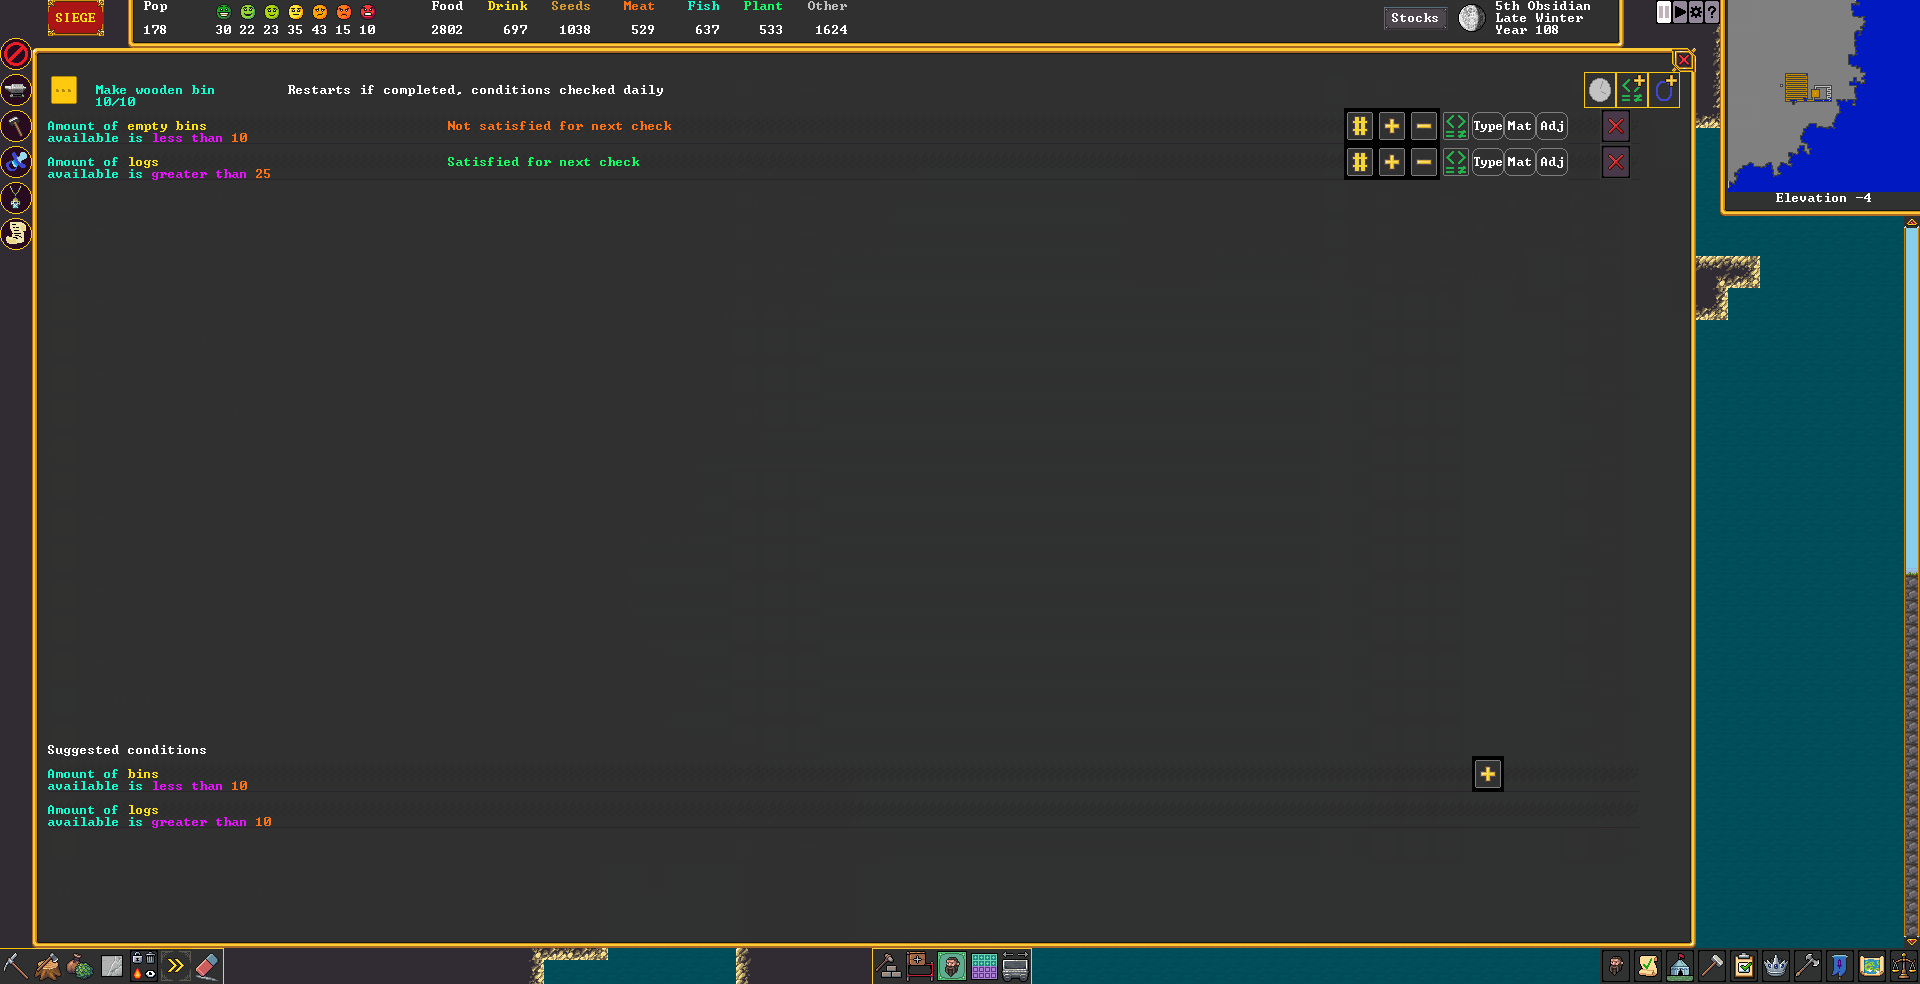 SIEGE
Pop Food Drink Seeds Meat Fish Plant Other
178 30 22 23 35 43 15 10 2802 697 1038 529 637 533 1624
Stocks
5th Obsidian
Late Winter
Year 108
?
Elevation -4
Make wooden bin
10/10
Restarts if completed, conditions checked daily
Amount of empty bins
available is less than 10
Not satisfied for next check
Type Mat Adj
Amount of logs
available is greater than 25
Satisfied for next check
Type Mat Adj
Suggested conditions
Amount of bins
available is less than 10
Amount of logs
available is greater than 10